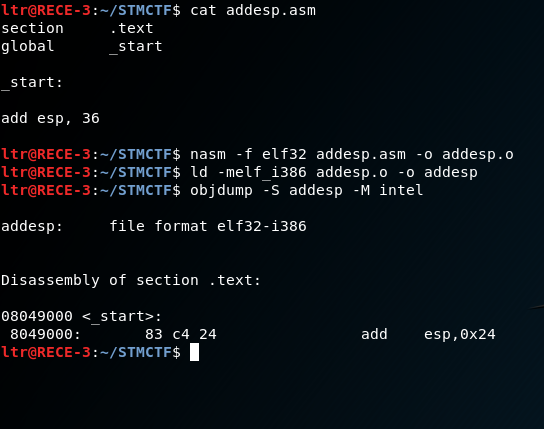 ltr@RECE-3:~/STMCTF$ cat addesp.asm
section      .text
global      _start
_start:
add esp, 36
ltr@RECE-3:~/STMCTF$ nasm -f elf32 addesp.asm -o addesp.o
ltr@RECE-3:~/STMCTF$ ld -melf_i386 addesp.o -o addesp
ltr@RECE-3:~/STMCTF$ objdump -S addesp -M intel
addesp:     file format elf32-i386
Disassembly of section .text:
08049000 <_start>:
 8049000:       83 c4 24                add    esp,0x24
ltr@RECE-3:~/STMCTF$